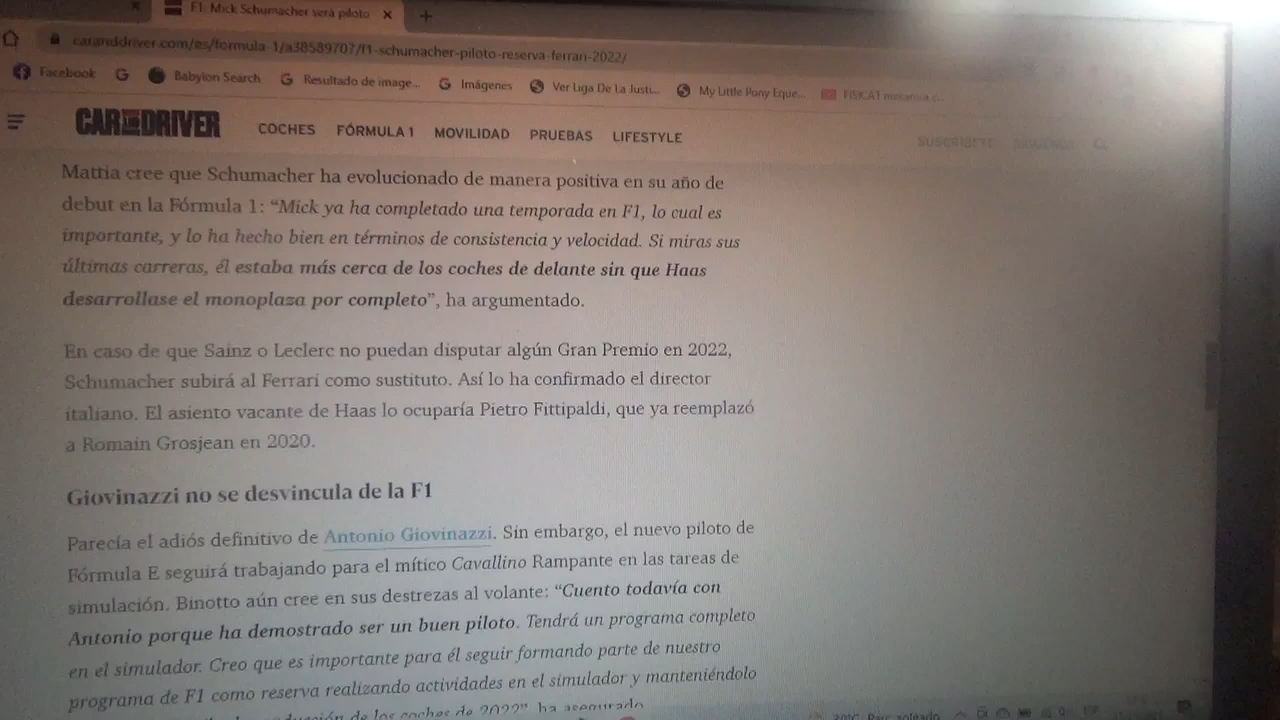 F1: Mick Schumacher será piloto
caranddriver.com/es/formula-1/a38589707/f1-schumacher-piloto-reserva-ferrari-2022/
Facebook
Babylon Search
Resultado de image...
Imágenes
Ver Liga De La Justi...
My Little Pony Eque...
CAR AND DRIVER
COCHES FÓRMULA 1 MOVILIDAD PRUEBAS LIFESTYLE
SUSCRÍBETE
Mattia cree que Schumacher ha evolucionado de manera positiva en su año de
debut en la Fórmula 1: “Mick ya ha completado una temporada en F1, lo cual es
importante, y lo ha hecho bien en términos de consistencia y velocidad. Si miras sus
últimas carreras, él estaba más cerca de los coches de delante sin que Haas
desarrollase el monoplaza por completo”, ha argumentado.
En caso de que Sainz o Leclerc no puedan disputar algún Gran Premio en 2022,
Schumacher subirá al Ferrari como sustituto. Así lo ha confirmado el director
italiano. El asiento vacante de Haas lo ocuparía Pietro Fittipaldi, que ya reemplazó
a Romain Grosjean en 2020.
Giovinazzi no se desvincula de la F1
Parecía el adiós definitivo de Antonio Giovinazzi. Sin embargo, el nuevo piloto de
Fórmula E seguirá trabajando para el mítico Cavallino Rampante en las tareas de
simulación. Binotto aún cree en sus destrezas al volante: “Cuento todavía con
Antonio porque ha demostrado ser un buen piloto. Tendrá un programa completo
en el simulador. Creo que es importante para él seguir formando parte de nuestro
programa de F1 como reserva realizando actividades en el simulador y manteniéndolo
de los coches de 2022”, ha asegurado
20°C Parc. soleado